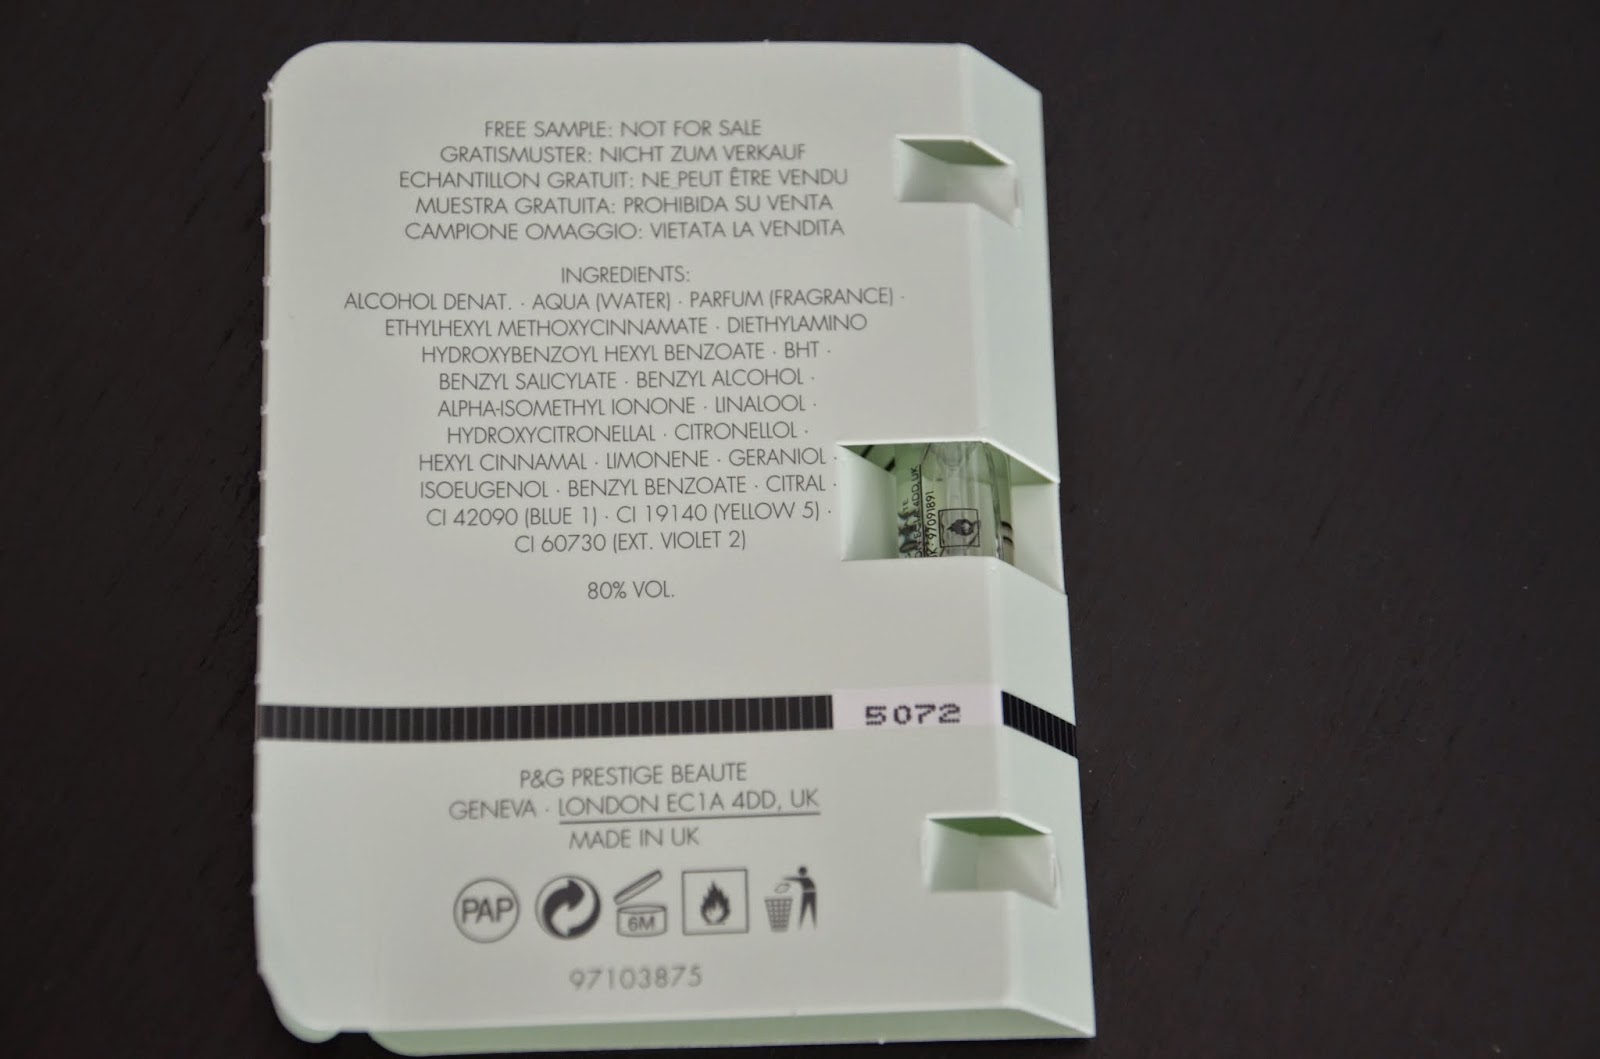 FREE SAMPLE: NOT FOR SALE
GRATISMUSTER: NICHT ZUM VERKAUF
ECHANTILLON GRATUIT: NE PEUT ÊTRE VENDU
MUESTRA GRATUITA: PROHIBIDA SU VENTA
CAMPIONE OMAGGIO: VIETATA LA VENDITA
INGREDIENTS:
ALCOHOL DENAT. · AQUA (WATER) · PARFUM (FRAGRANCE) ·
ETHYLHEXYL METHOXYCINNAMATE · DIETHYLAMINO
HYDROXYBENZOYL HEXYL BENZOATE · BHT ·
BENZYL SALICYLATE · BENZYL ALCOHOL ·
ALPHA-ISOMETHYL IONONE · LINALOOL ·
HYDROXYCITRONELLAL · CITRONELLOL ·
HEXYL CINNAMAL · LIMONENE · GERANIOL ·
ISOEUGENOL · BENZYL BENZOATE · CITRAL ·
CI 42090 (BLUE 1) · CI 19140 (YELLOW 5) ·
CI 60730 (EXT. VIOLET 2)
80% VOL.
4DD, UK
97091891
5072
P&G PRESTIGE BEAUTE
GENEVA · LONDON EC1A 4DD, UK
MADE IN UK
PAP
6M
97103875